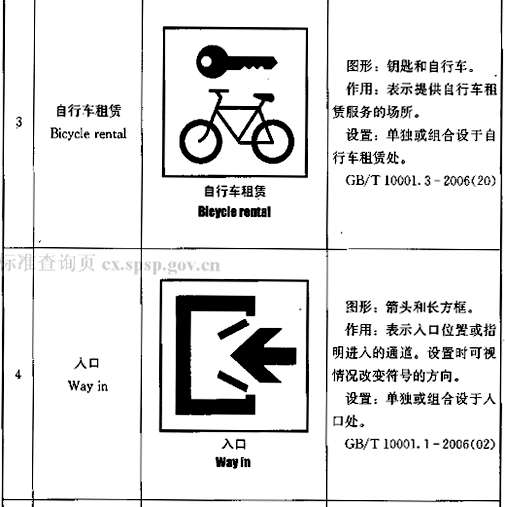 3
自行车租赁
Bicycle rental
自行车租赁
Bicycle rental
图形：钥匙和自行车。
作用：表示提供自行车租
赁服务的场所。
设置：单独或组合设于自
行车租赁处。
GB/T 10001.3-2006(20)
标准查询页 cx.spsp.gov.cn
4
入口
Way in
入口
Way in
图形：箭头和长方框。
作用：表示入口位置或指
明进入的通道。设置时可视
情况改变符号的方向。
设置：单独或组合设于入
口处。
GB/T 10001.1-2006(02)